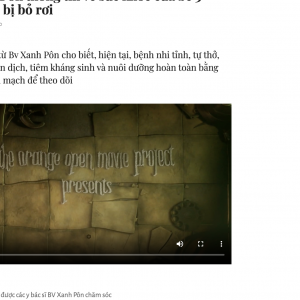 bị bỏ rơi
từ Bv Xanh Pôn cho biết, hiện tại, bệnh nhi tỉnh, tự thở,
n dịch, tiêm kháng sinh và nuôi dưỡng hoàn toàn bằng
mạch để theo dõi
the orange open movie project
presents
được các y bác sĩ BV Xanh Pôn chăm sóc